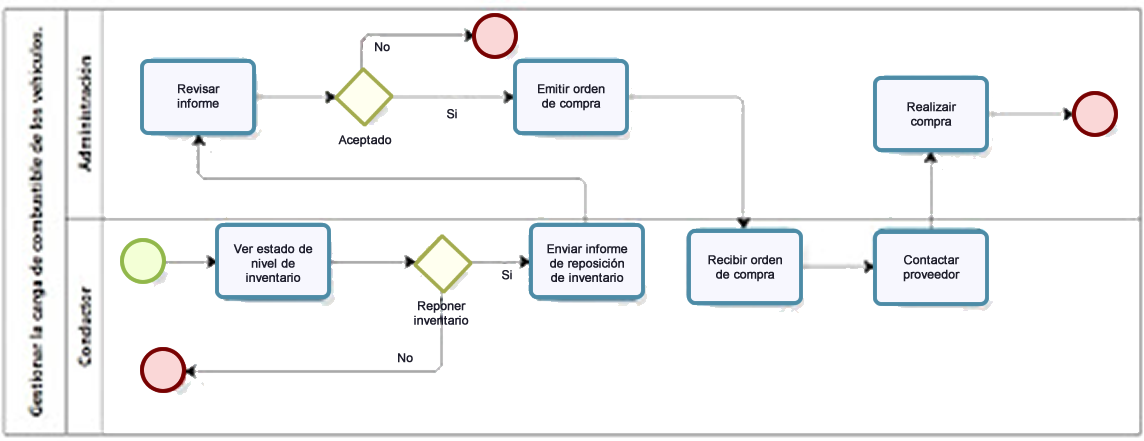 Gestionar la carga de combustible de los vehiculos.
Administración
Conductor
Revisar
informe
No
Aceptado
Si
Emitir orden
de compra
Realizair
compra
Ver estado de
nivel de
inventario
Reponer
inventario
No
Si
Enviar informe
de reposición
de inventario
Recibir orden
de compra
Contactar
proveedor